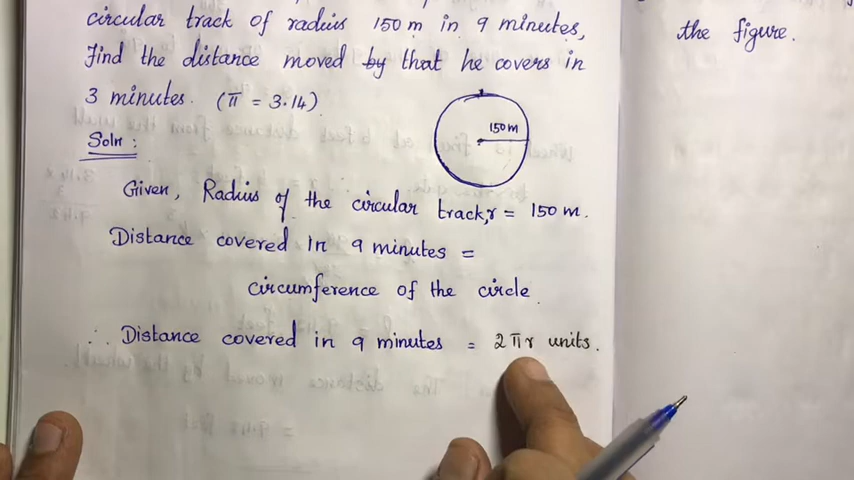 circular track of radius 150 m in 9 minutes,
Find the distance moved by that he covers in
3 minutes. (π = 3.14)
150 m
Soln :
Given, Radius of the circular track, r = 150 m.
Distance covered in 9 minutes =
circumference of the circle.
∴ Distance covered in 9 minutes = 2πr units.
the figure.